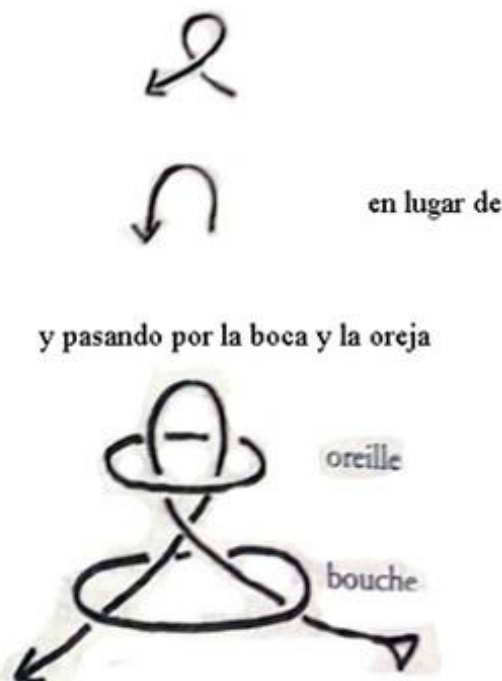 en lugar de
y pasando por la boca y la oreja
oreille
bouche